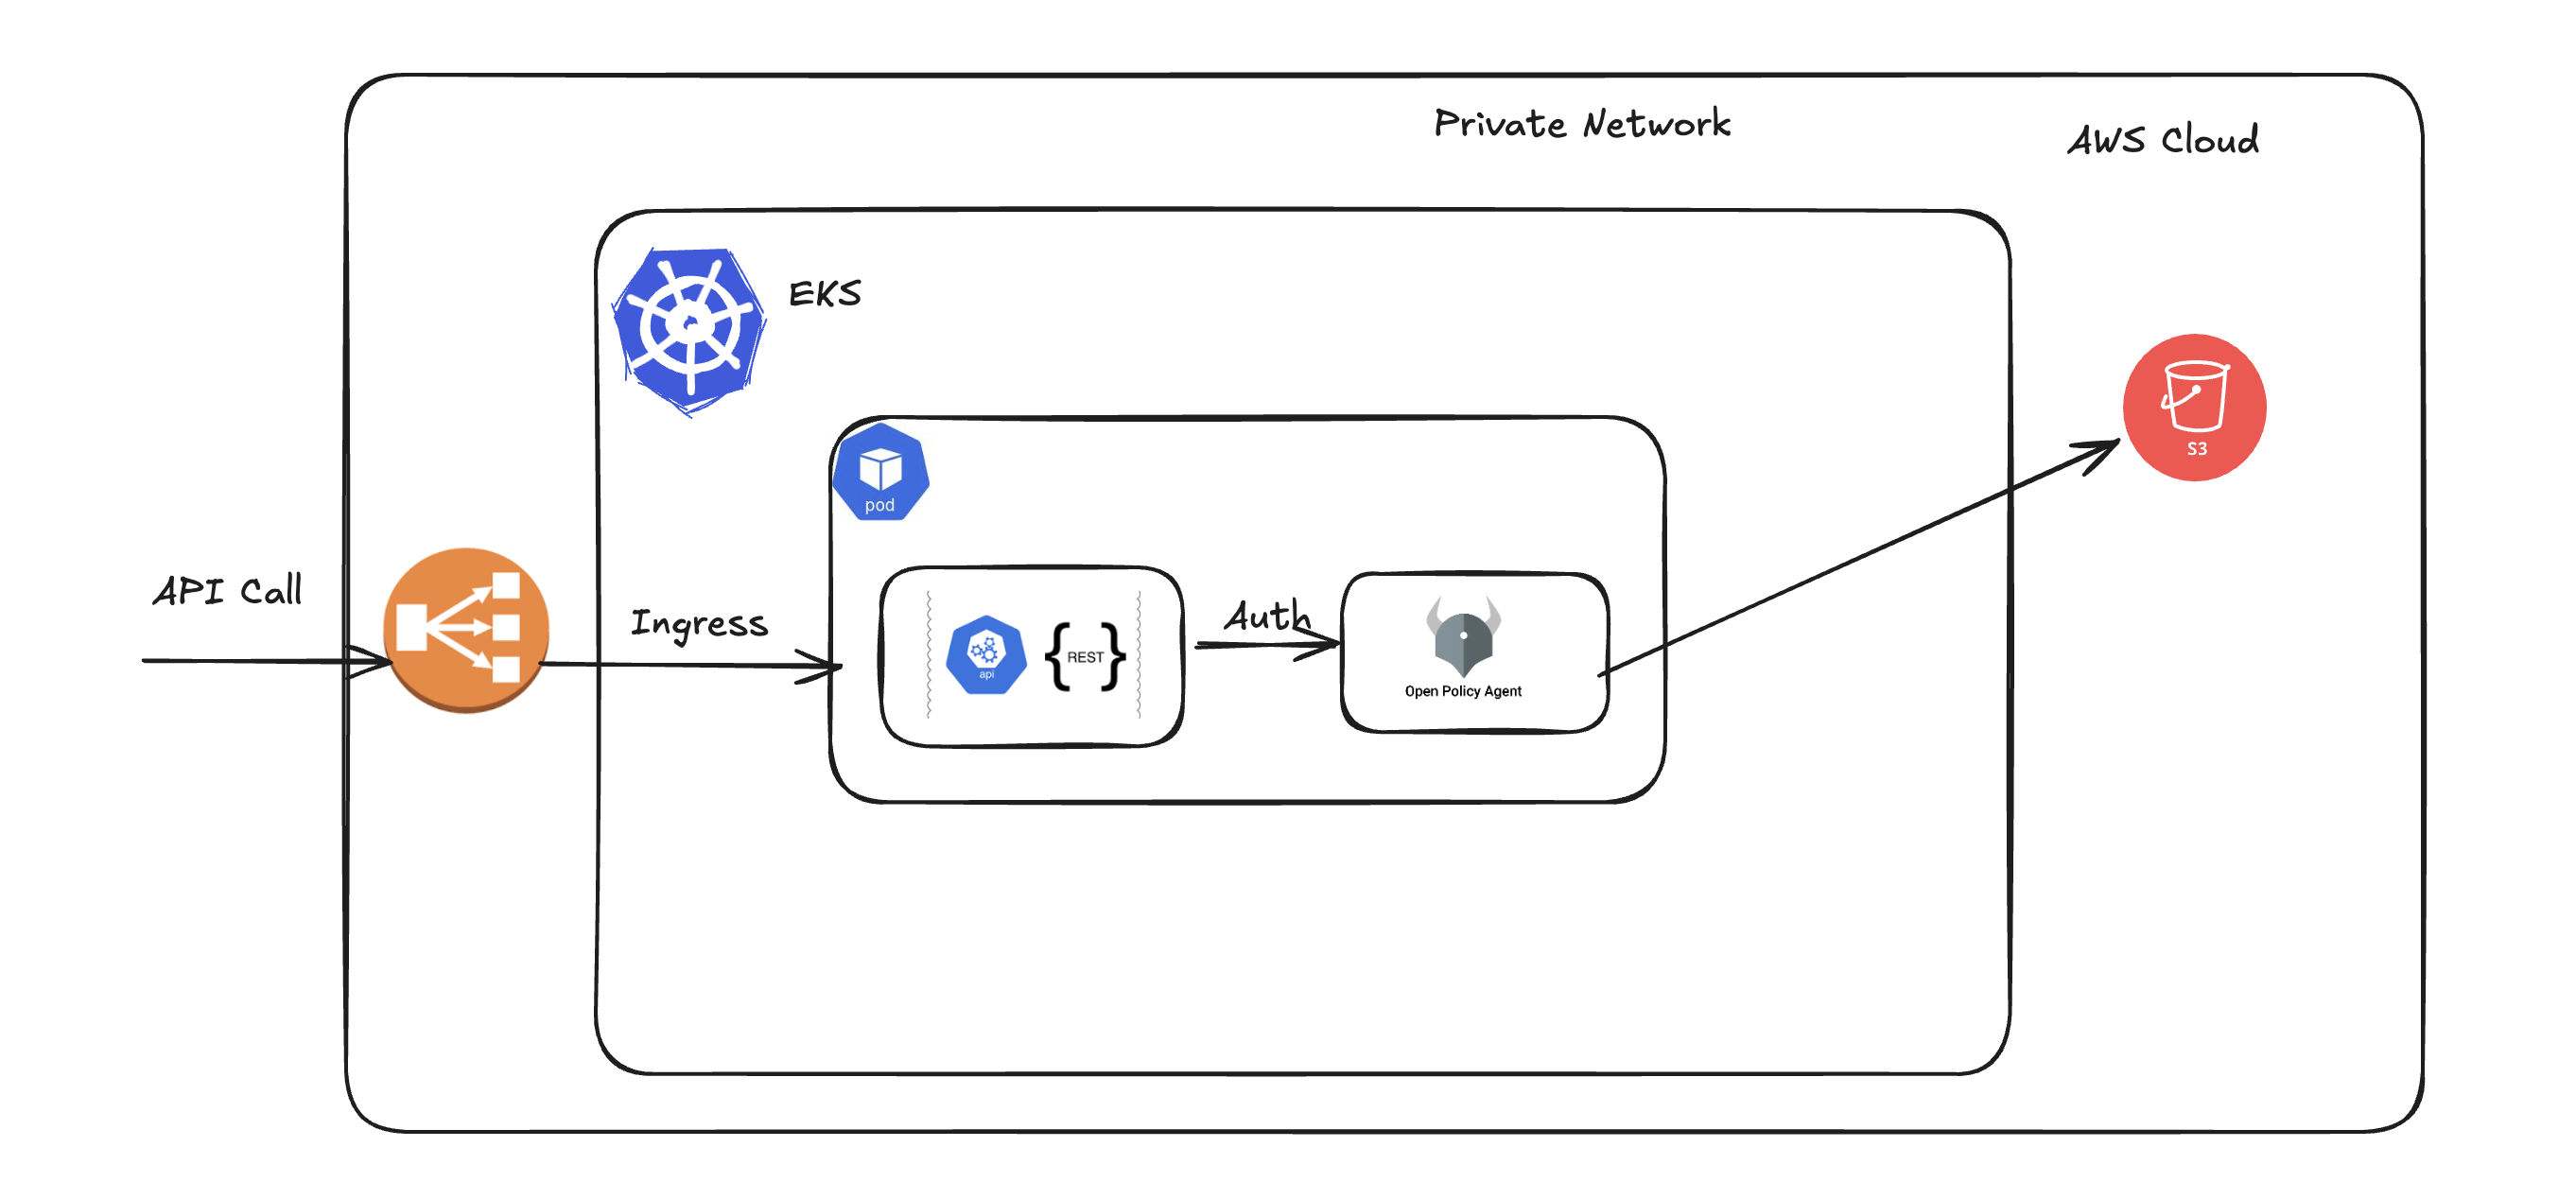 Private Network
AWS Cloud
EKS
S3
pod
API Call
Ingress
Auth
api
{REST}
Open Policy Agent